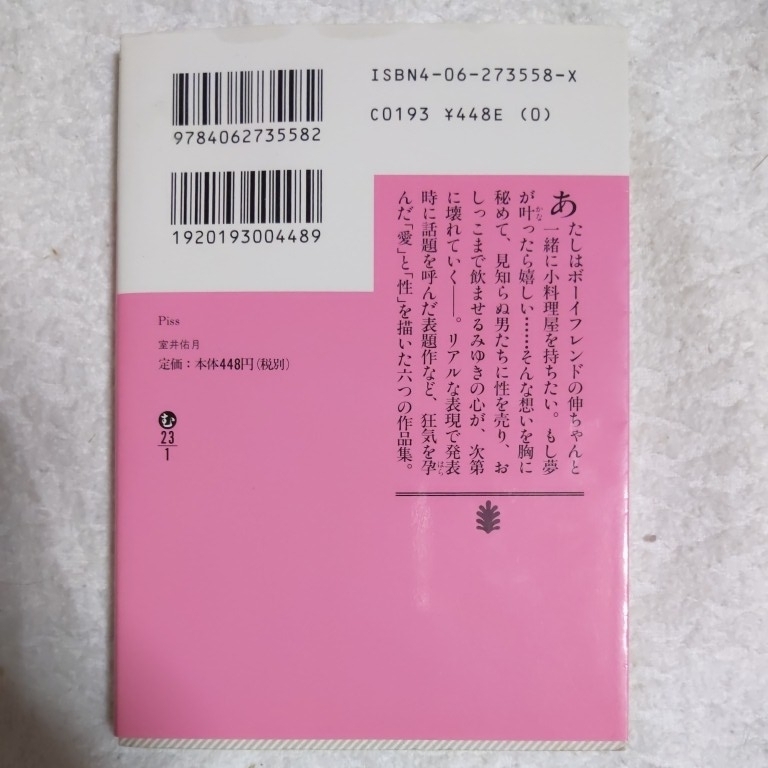 ISBN4-06-273558-X
C0193 ¥448E (0)
9784062735582
1920193004489
あたしはボーイフレンドの伸ちゃんと
一緒に小料理屋を持ちたい。もし夢
が叶ったら嬉しい……そんな想いを胸に
かな
秘めて、見知らぬ男たちに性を売り、お
しっこまで飲ませるみゆきの心が、次第
に壊れていく──。リアルな表現で発表
時に話題を呼んだ表題作など、狂気を孕
はら
んだ「愛」と「性」を描いた六つの作品集。
Piss
室井佑月
定価：本体448円（税別）
む
23
1